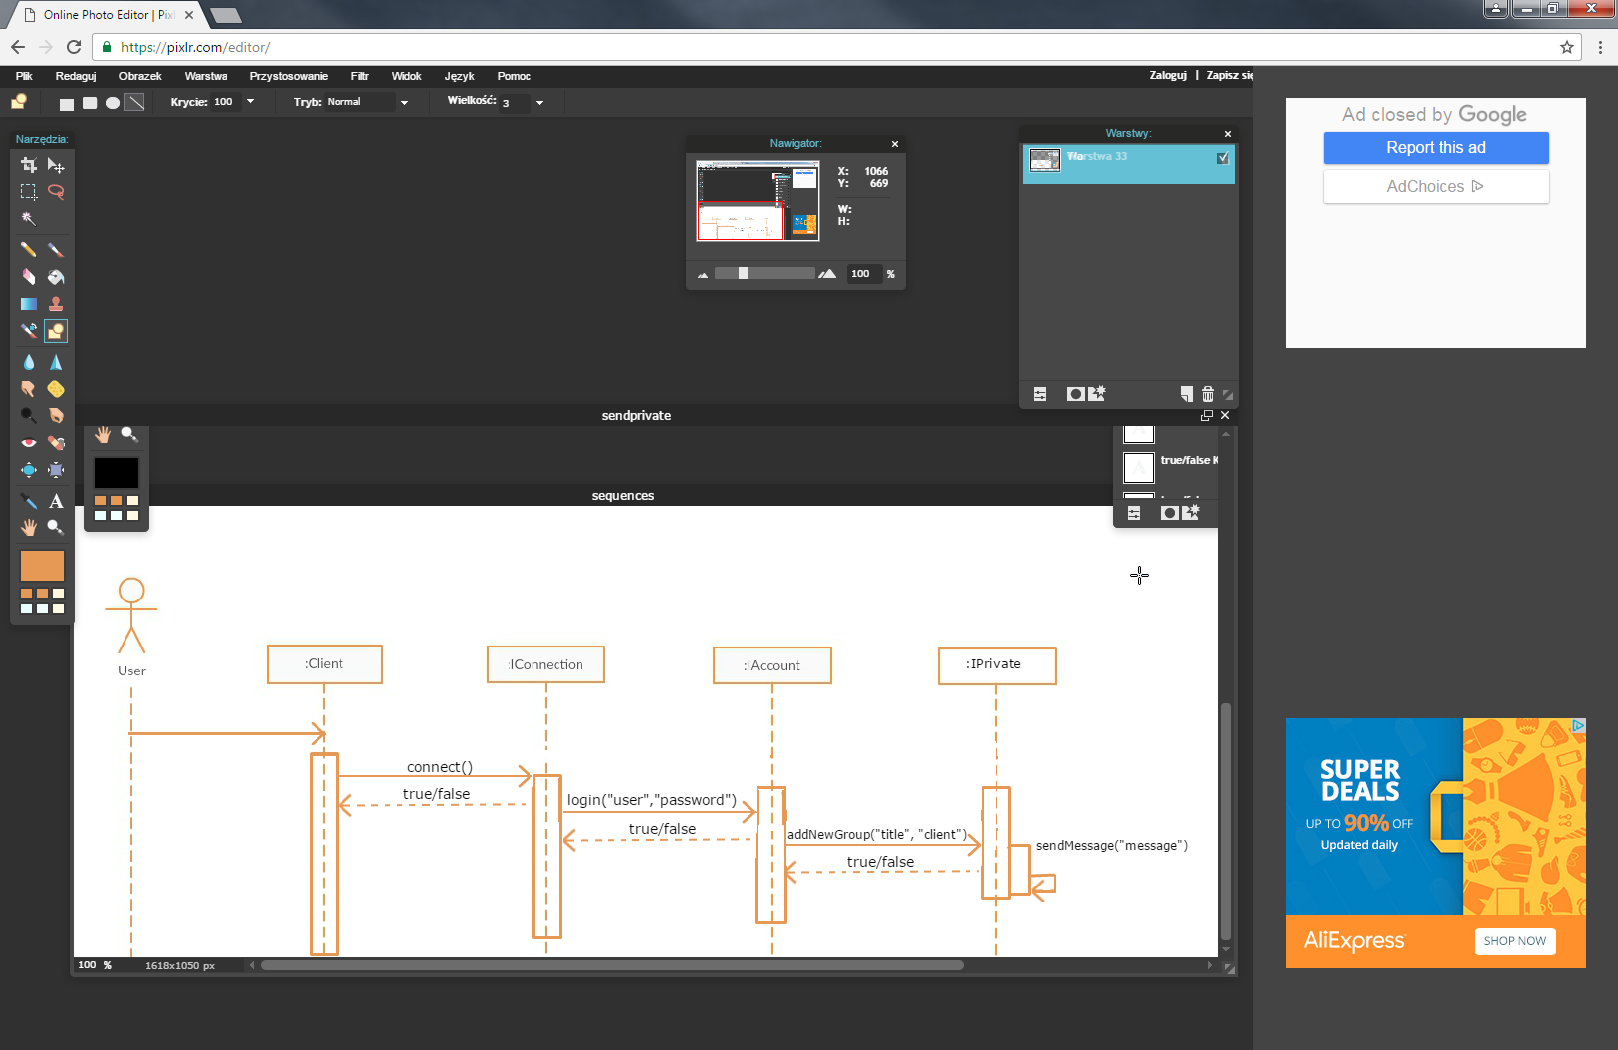 Online Photo Editor | Pix
https://pixlr.com/editor/
Plik Redaguj Obrazek Warstwa Przystosowanie Filtr Widok Język Pomoc
Zaloguj | Zapisz się
Krycie: 100 Tryb: Normal Wielkość: 3
Narzędzia:
Nawigator:
X: 1066
Y: 669
W:
H:
100 %
Warstwy:
Warstwa 33
Ad closed by Google
Report this ad
AdChoices
sendprivate
true/false K
sequences
User
:Client
:IConnection
:IAccount
:IPrivate
connect()
true/false
login("user","password")
true/false
addNewGroup("title", "client")
true/false
sendMessage("message")
100 % 1618x1050 px
SUPER
DEALS
UP TO 90% OFF
Updated daily
AliExpress
SHOP NOW
A